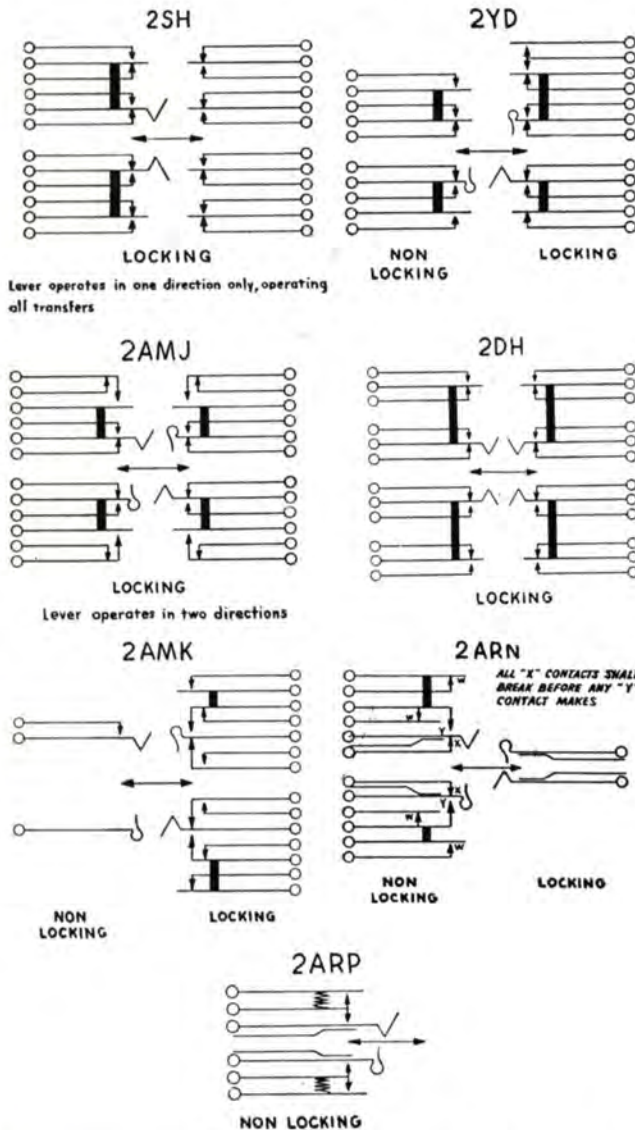 2SH
2YD
LOCKING
NON
LOCKING
LOCKING
Lever operates in one direction only, operating
all transfers
2AMJ
2DH
LOCKING
Lever operates in two directions
LOCKING
2AMK
2ARN
ALL "X" CONTACTS SHALL
BREAK BEFORE ANY "Y"
CONTACT MAKES
W
W
Y
X
X
Y
W
W
NON
LOCKING
LOCKING
NON
LOCKING
LOCKING
2ARP
NON LOCKING